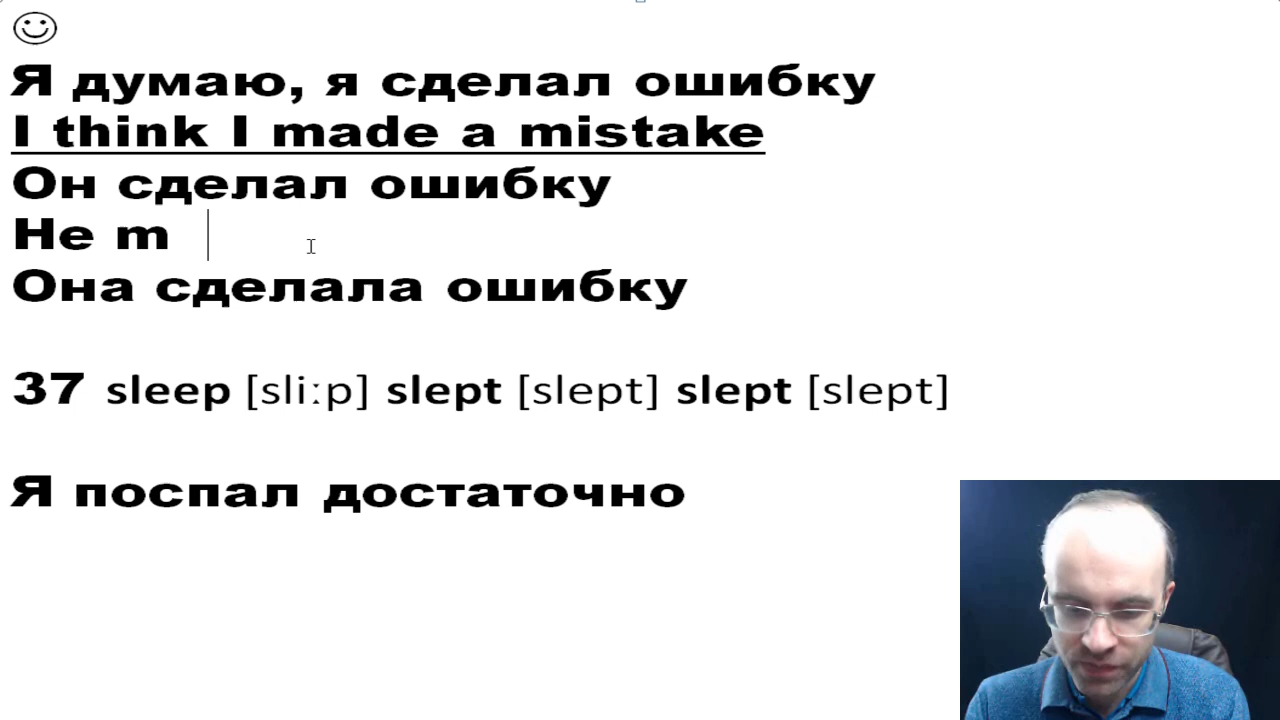 Я думаю, я сделал ошибку
I think I made a mistake
Он сделал ошибку
He m
Она сделала ошибку
37 sleep [sliːp] slept [slept] slept [slept]
Я поспал достаточно